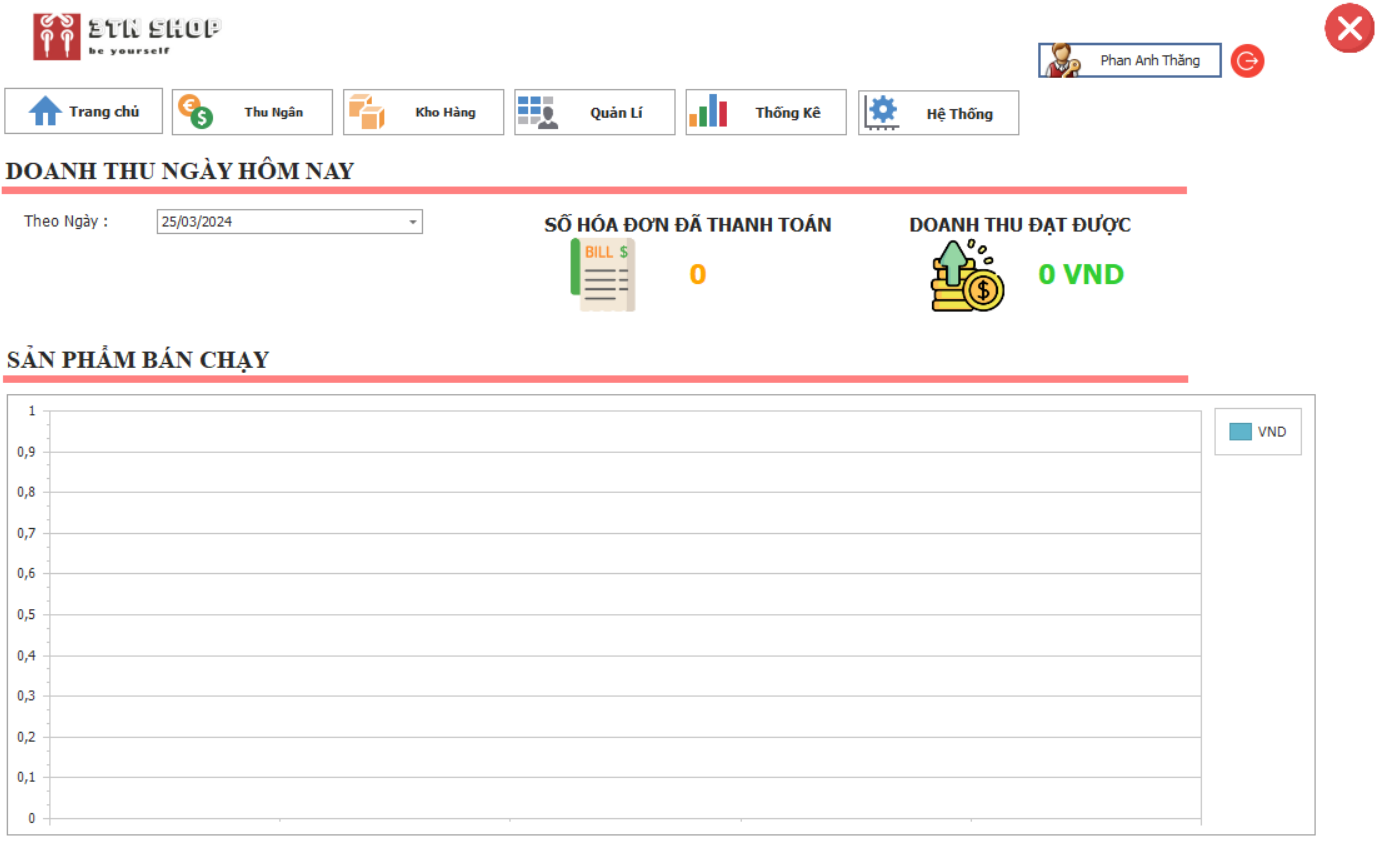 3TN SHOP
be yourself
Phan Anh Thăng
Trang chủ
Thu Ngân
Kho Hàng
Quản Lí
Thống Kê
Hệ Thống
DOANH THU NGÀY HÔM NAY
Theo Ngày :
25/03/2024
SỐ HÓA ĐƠN ĐÃ THANH TOÁN
DOANH THU ĐẠT ĐƯỢC
BILL $
0
$
0 VND
SẢN PHẨM BÁN CHẠY
1
VND
0,9
0,8
0,7
0,6
0,5
0,4
0,3
0,2
0,1
0